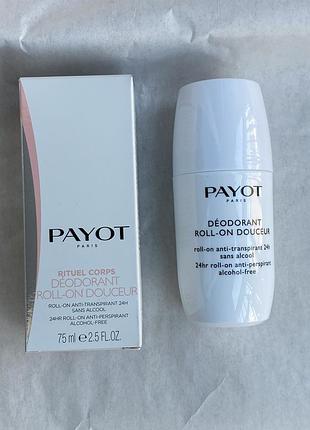 PAYOT
PARIS
RITUEL CORPS
DÉODORANT
ROLL-ON DOUCEUR
ROLL-ON ANTI-TRANSPIRANT 24H
SANS ALCOOL
24HR ROLL-ON ANTI-PERSPIRANT
ALCOHOL-FREE
75 ml e 2.5 FL.OZ.
PAYOT
PARIS
DÉODORANT
ROLL-ON DOUCEUR
roll-on anti-transpirant 24h
sans alcool
24hr roll-on anti-perspirant
alcohol-free